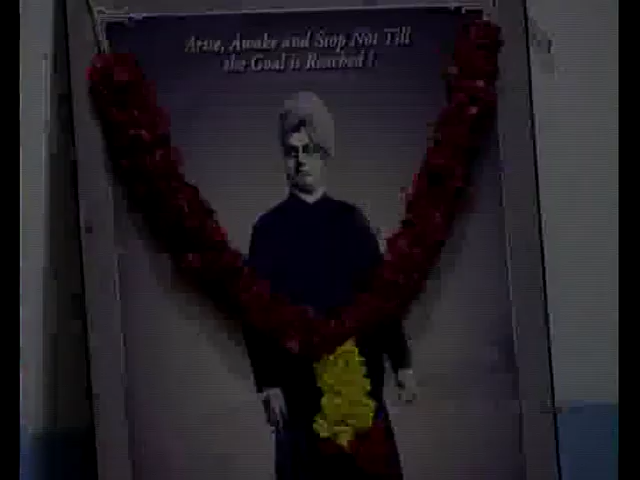 Arise, Awake and Stop Not Till
the Goal is Reached !